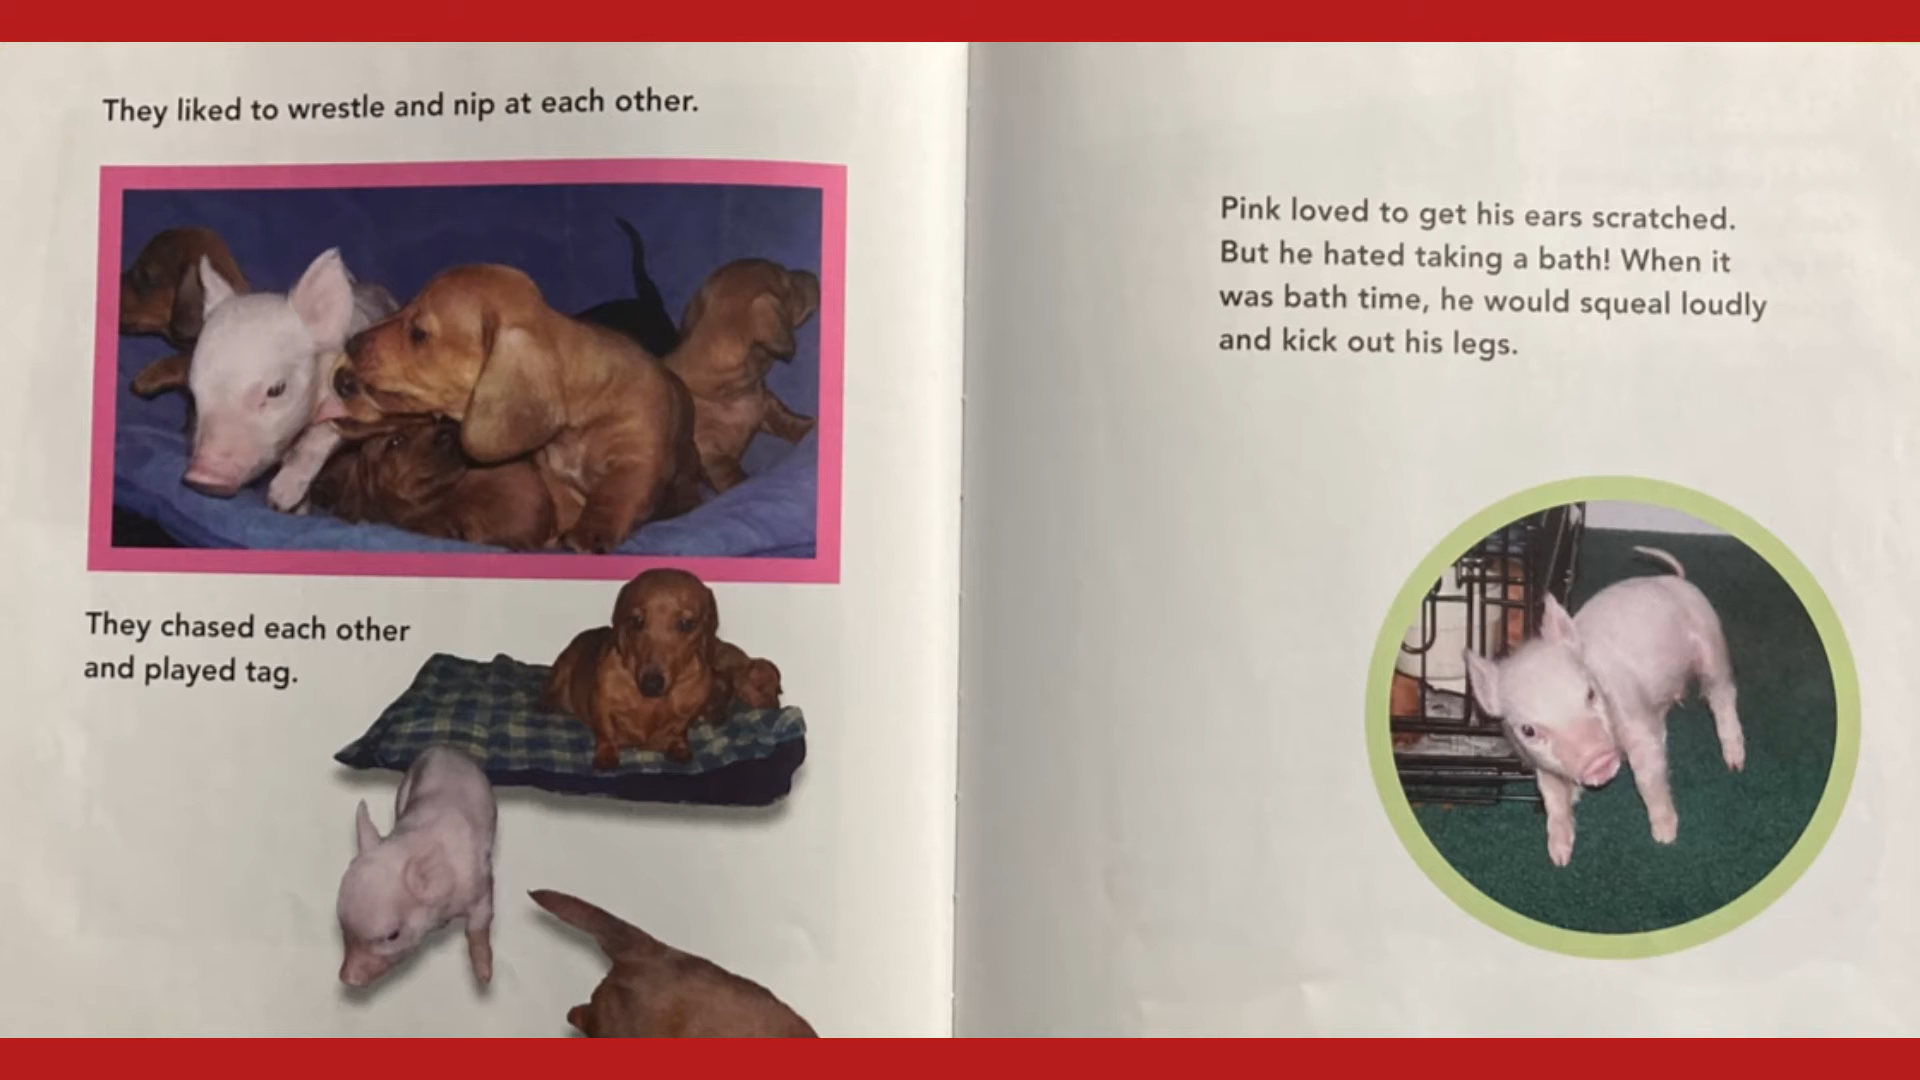 They liked to wrestle and nip at each other.
They chased each other
and played tag.
Pink loved to get his ears scratched.
But he hated taking a bath! When it
was bath time, he would squeal loudly
and kick out his legs.